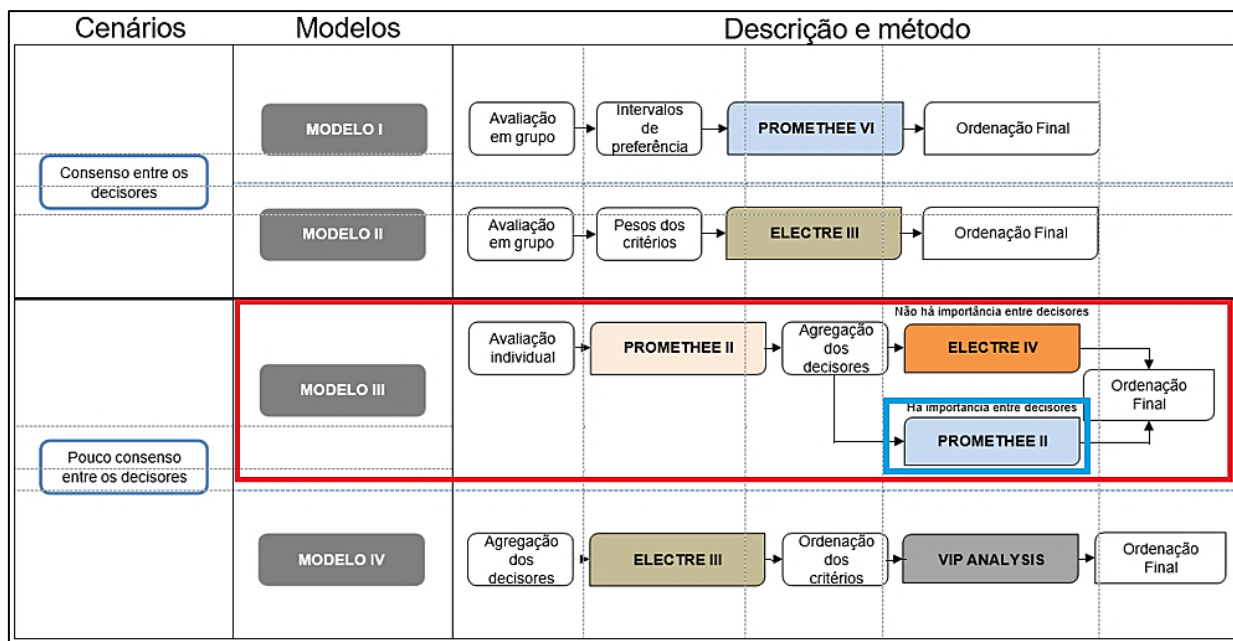 Cenários
Modelos
Descrição e método
Consenso entre os
decisores
MODELO I
Avaliação
em grupo
Intervalos
de
preferência
PROMETHEE VI
Ordenação Final
MODELO II
Avaliação
em grupo
Pesos dos
critérios
ELECTRE III
Ordenação Final
Pouco consenso
entre os decisores
MODELO III
Avaliação
individual
PROMETHEE II
Agregação
dos
decisores
Não há importância entre decisores
ELECTRE IV
Há importância entre decisores
PROMETHEE II
Ordenação
Final
MODELO IV
Agregação
dos
decisores
ELECTRE III
Ordenação
dos
critérios
VIP ANALYSIS
Ordenação
Final